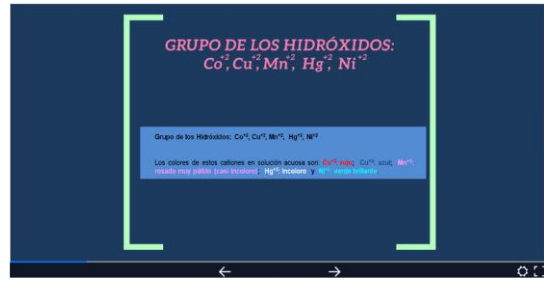 GRUPO DE LOS HIDRÓXIDOS:
Co⁺², Cu⁺², Mn⁺², Hg⁺², Ni⁺²
Grupo de los Hidróxidos: Co⁺², Cu⁺², Mn⁺², Hg⁺², Ni⁺²
Los colores de estos cationes en solución acuosa son: Co⁺²: rojo; Cu⁺²: azul; Mn⁺²:
rosado muy pálido (casi incoloro); Hg⁺²: incoloro y Ni⁺²: verde brillante